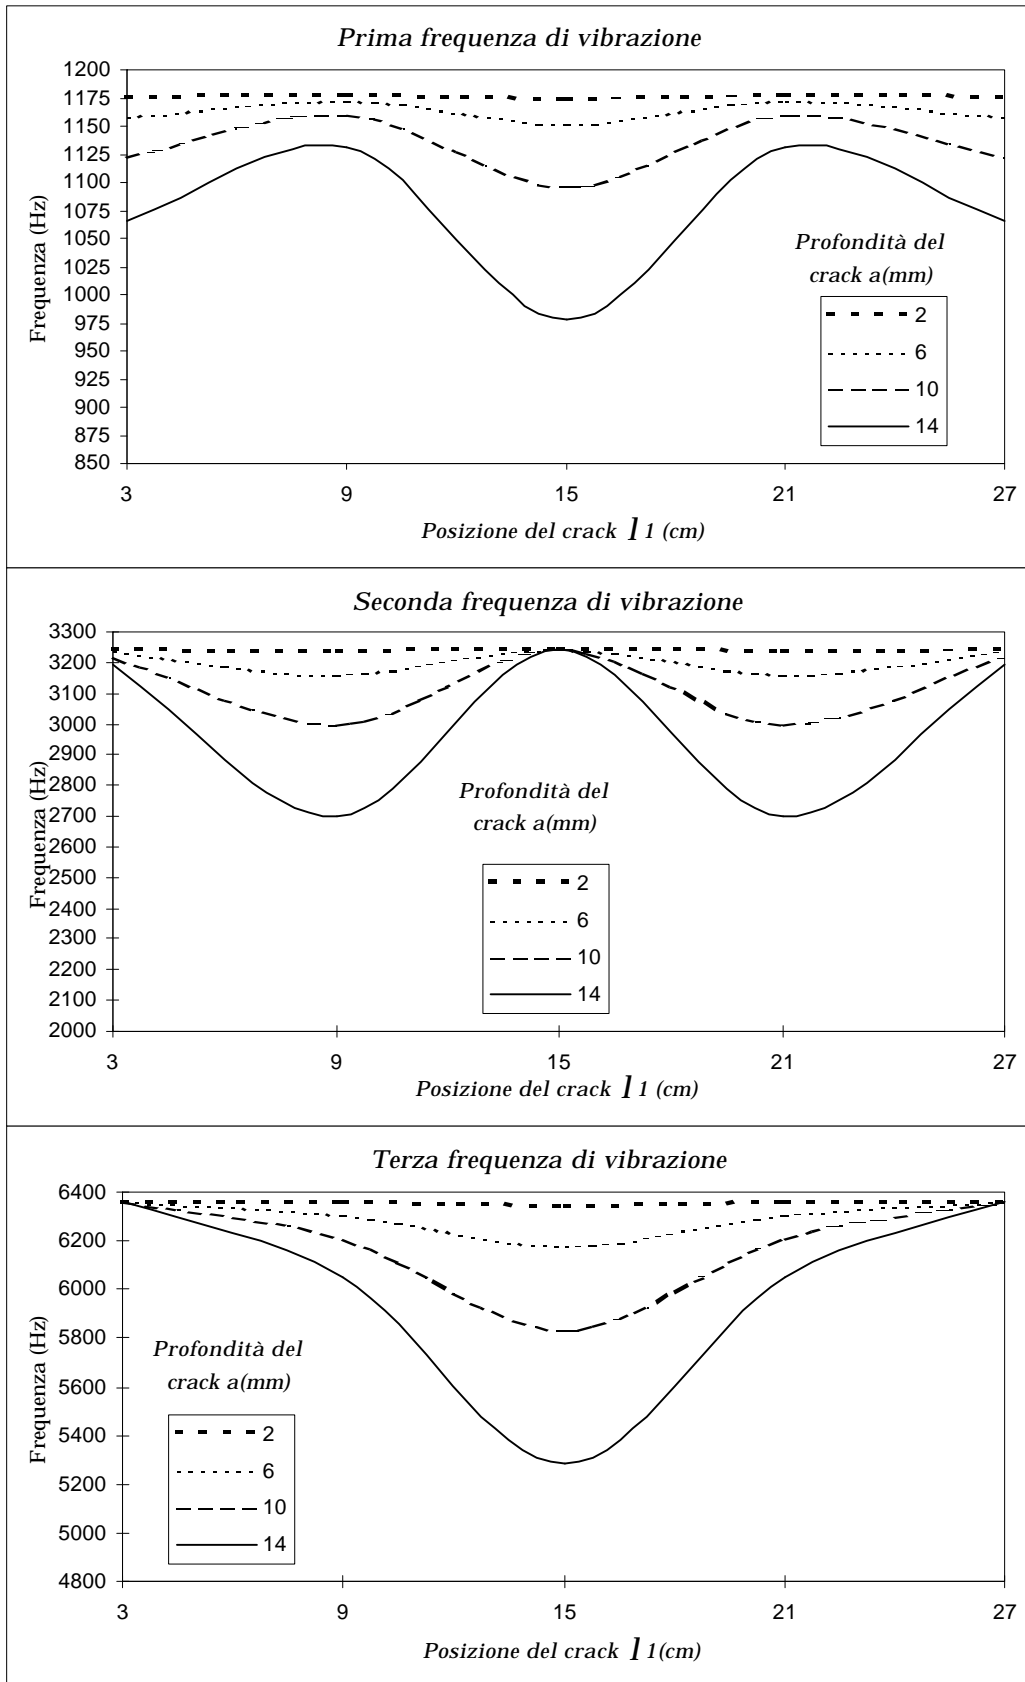 Prima frequenza di vibrazione
1200
1175
1150
1125
1100
1075
1050
1025
1000
975
950
925
900
875
850
Frequenza (Hz)
Profondità del
crack a(mm)
2
6
10
14
3 9 15 21 27
Posizione del crack l 1 (cm)
Seconda frequenza di vibrazione
3300
3200
3100
3000
2900
2800
2700
2600
2500
2400
2300
2200
2100
2000
Frequenza (Hz)
Profondità del
crack a(mm)
2
6
10
14
3 9 15 21 27
Posizione del crack l 1 (cm)
Terza frequenza di vibrazione
6400
6200
6000
5800
5600
5400
5200
5000
4800
Frequenza (Hz)
Profondità del
crack a(mm)
2
6
10
14
3 9 15 21 27
Posizione del crack l 1(cm)